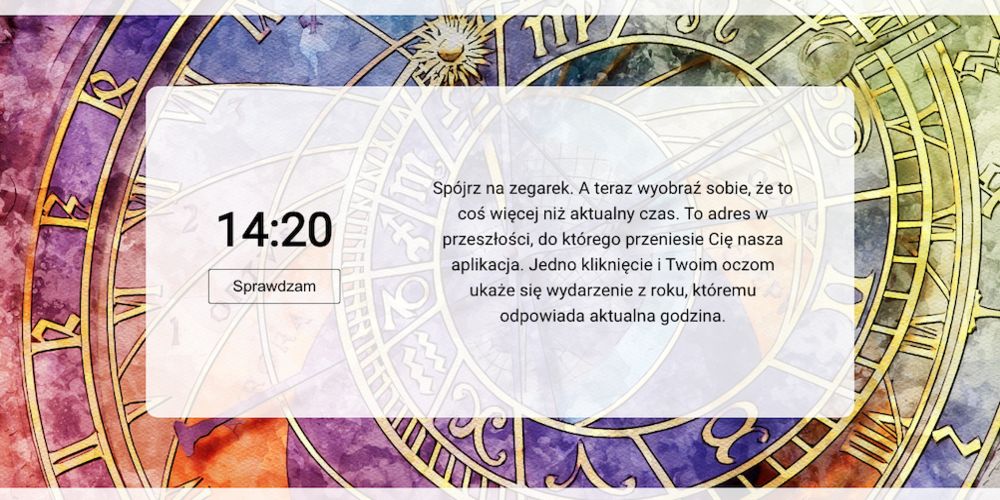 14:20
Sprawdzam
Spójrz na zegarek. A teraz wyobraź sobie, że to
coś więcej niż aktualny czas. To adres w
przeszłości, do którego przeniesie Cię nasza
aplikacja. Jedno kliknięcie i Twoim oczom
ukaże się wydarzenie z roku, któremu
odpowiada aktualna godzina.